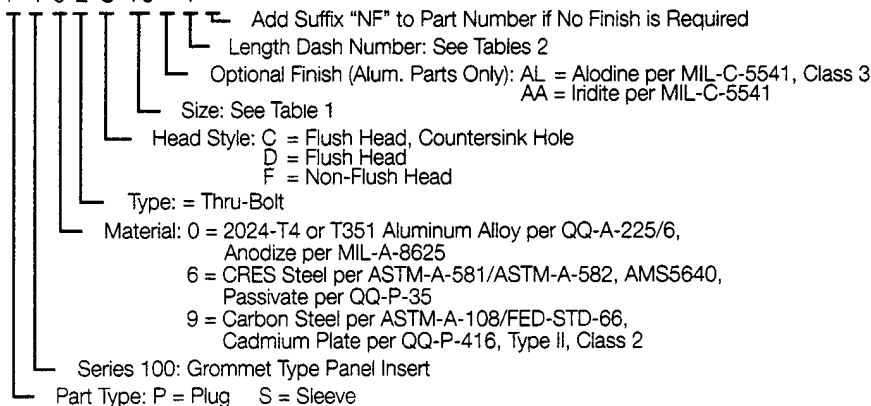 Add Suffix “NF” to Part Number if No Finish is Required
Length Dash Number: See Tables 2
Optional Finish (Alum. Parts Only): AL = Alodine per MIL-C-5541, Class 3
AA = Iridite per MIL-C-5541
Size: See Table 1
Head Style: C = Flush Head, Countersink Hole
D = Flush Head
F = Non-Flush Head
Type: = Thru-Bolt
Material: 0 = 2024-T4 or T351 Aluminum Alloy per QQ-A-225/6,
Anodize per MIL-A-8625
6 = CRES Steel per ASTM-A-581/ASTM-A-582, AMS5640,
Passivate per QQ-P-35
9 = Carbon Steel per ASTM-A-108/FED-STD-66,
Cadmium Plate per QQ-P-416, Type II, Class 2
Series 100: Grommet Type Panel Insert
Part Type: P = Plug S = Sleeve